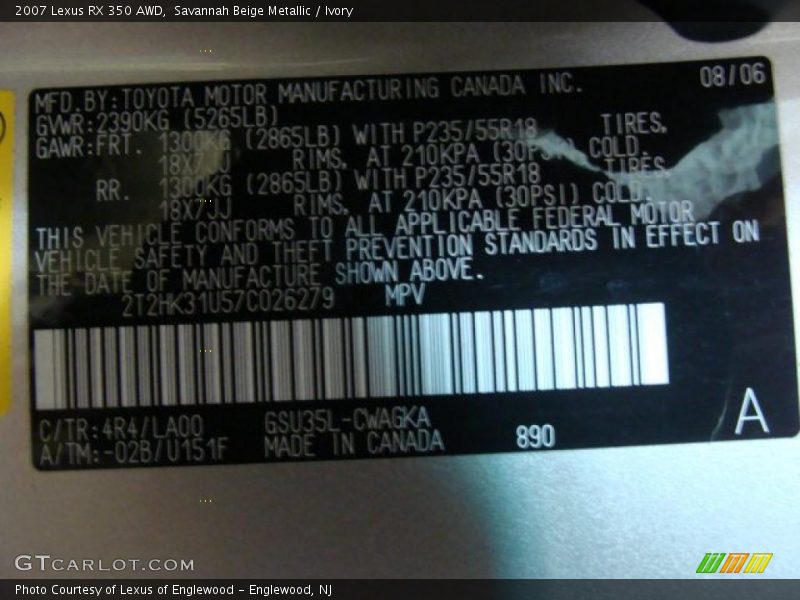 2007 Lexus RX 350 AWD, Savannah Beige Metallic / Ivory
MFD.BY:TOYOTA MOTOR MANUFACTURING CANADA INC. 08/06
GVWR:2390KG (5265LB)
GAWR:FRT. 1300KG (2865LB) WITH P235/55R18 TIRES,
18X7JJ RIMS, AT 210KPA (30PSI) COLD.
RR. 1300KG (2865LB) WITH P235/55R18 TIRES,
18X7JJ RIMS, AT 210KPA (30PSI) COLD.
THIS VEHICLE CONFORMS TO ALL APPLICABLE FEDERAL MOTOR
VEHICLE SAFETY AND THEFT PREVENTION STANDARDS IN EFFECT ON
THE DATE OF MANUFACTURE SHOWN ABOVE.
2T2HK31U57C026279 MPV
C/TR:4R4/LA00 GSU35L-CWAGKA
A/TM:-02B/U151F MADE IN CANADA 890 A
GTCARLOT.COM
Photo Courtesy of Lexus of Englewood – Englewood, NJ